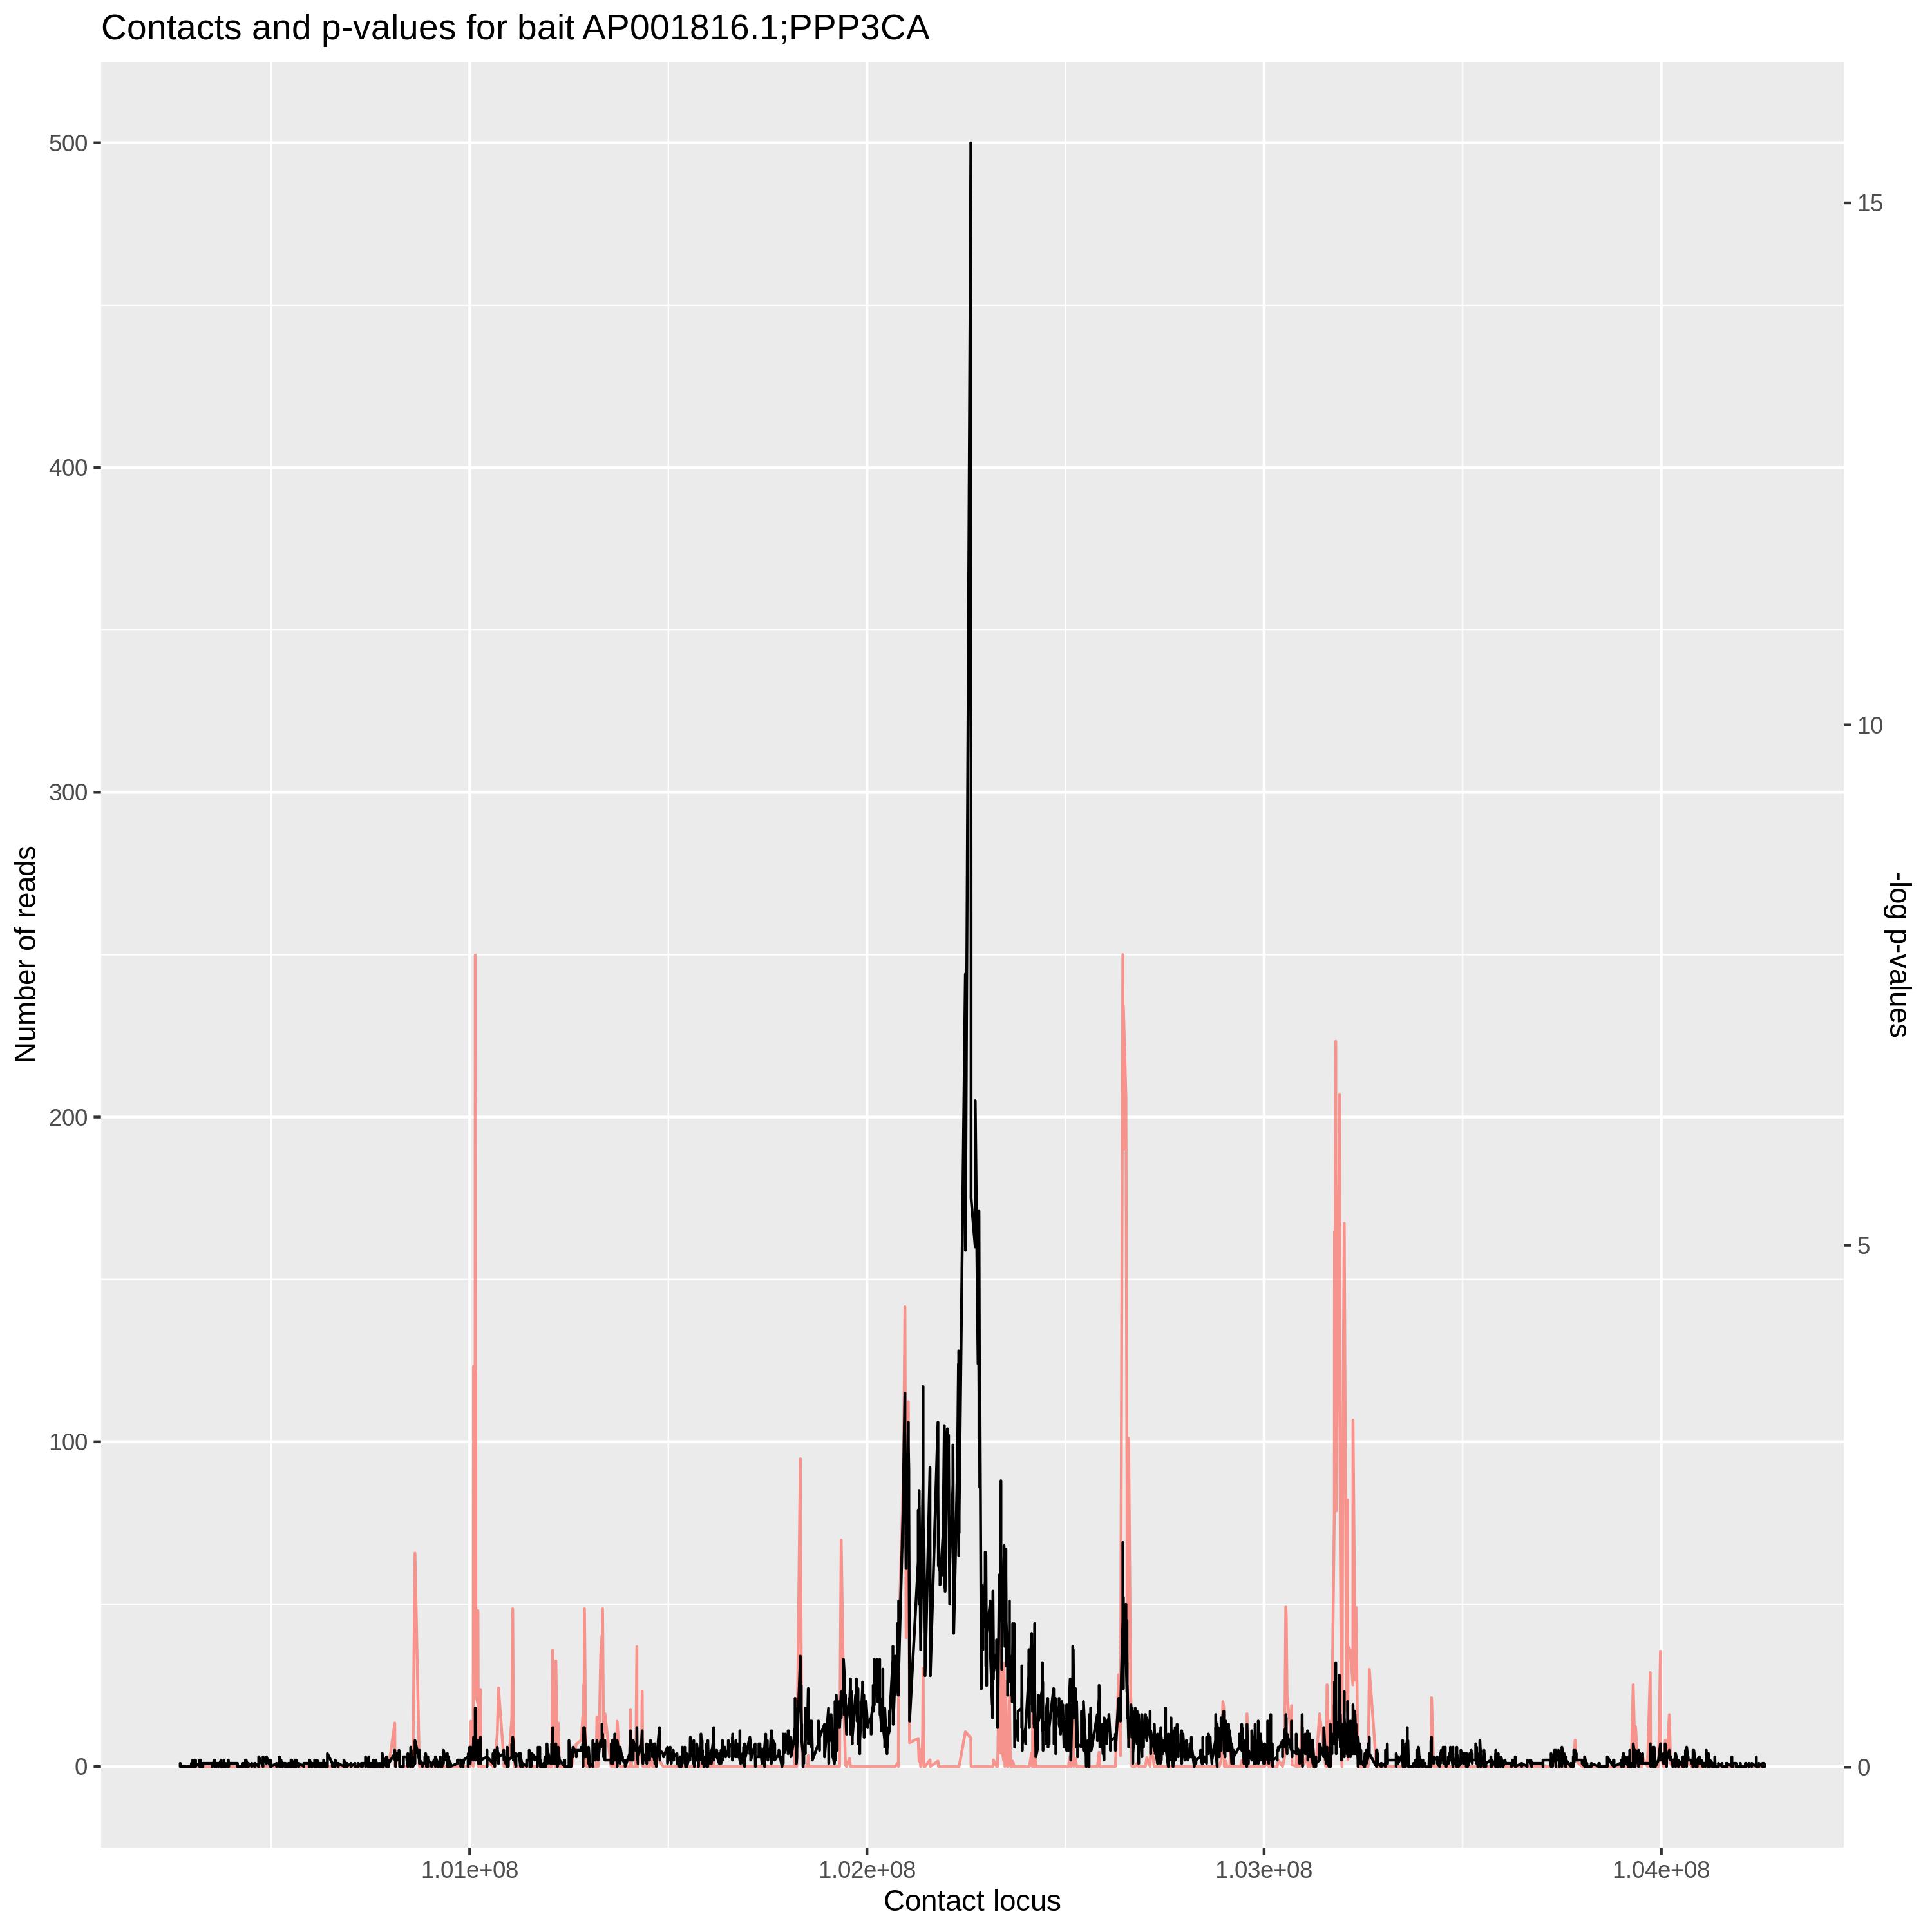 Contacts and p-values for bait AP001816.1;PPP3CA
500
400
300
200
100
0
Number of reads
15
10
5
0
-log p-values
1.01e+08 1.02e+08 1.03e+08 1.04e+08
Contact locus